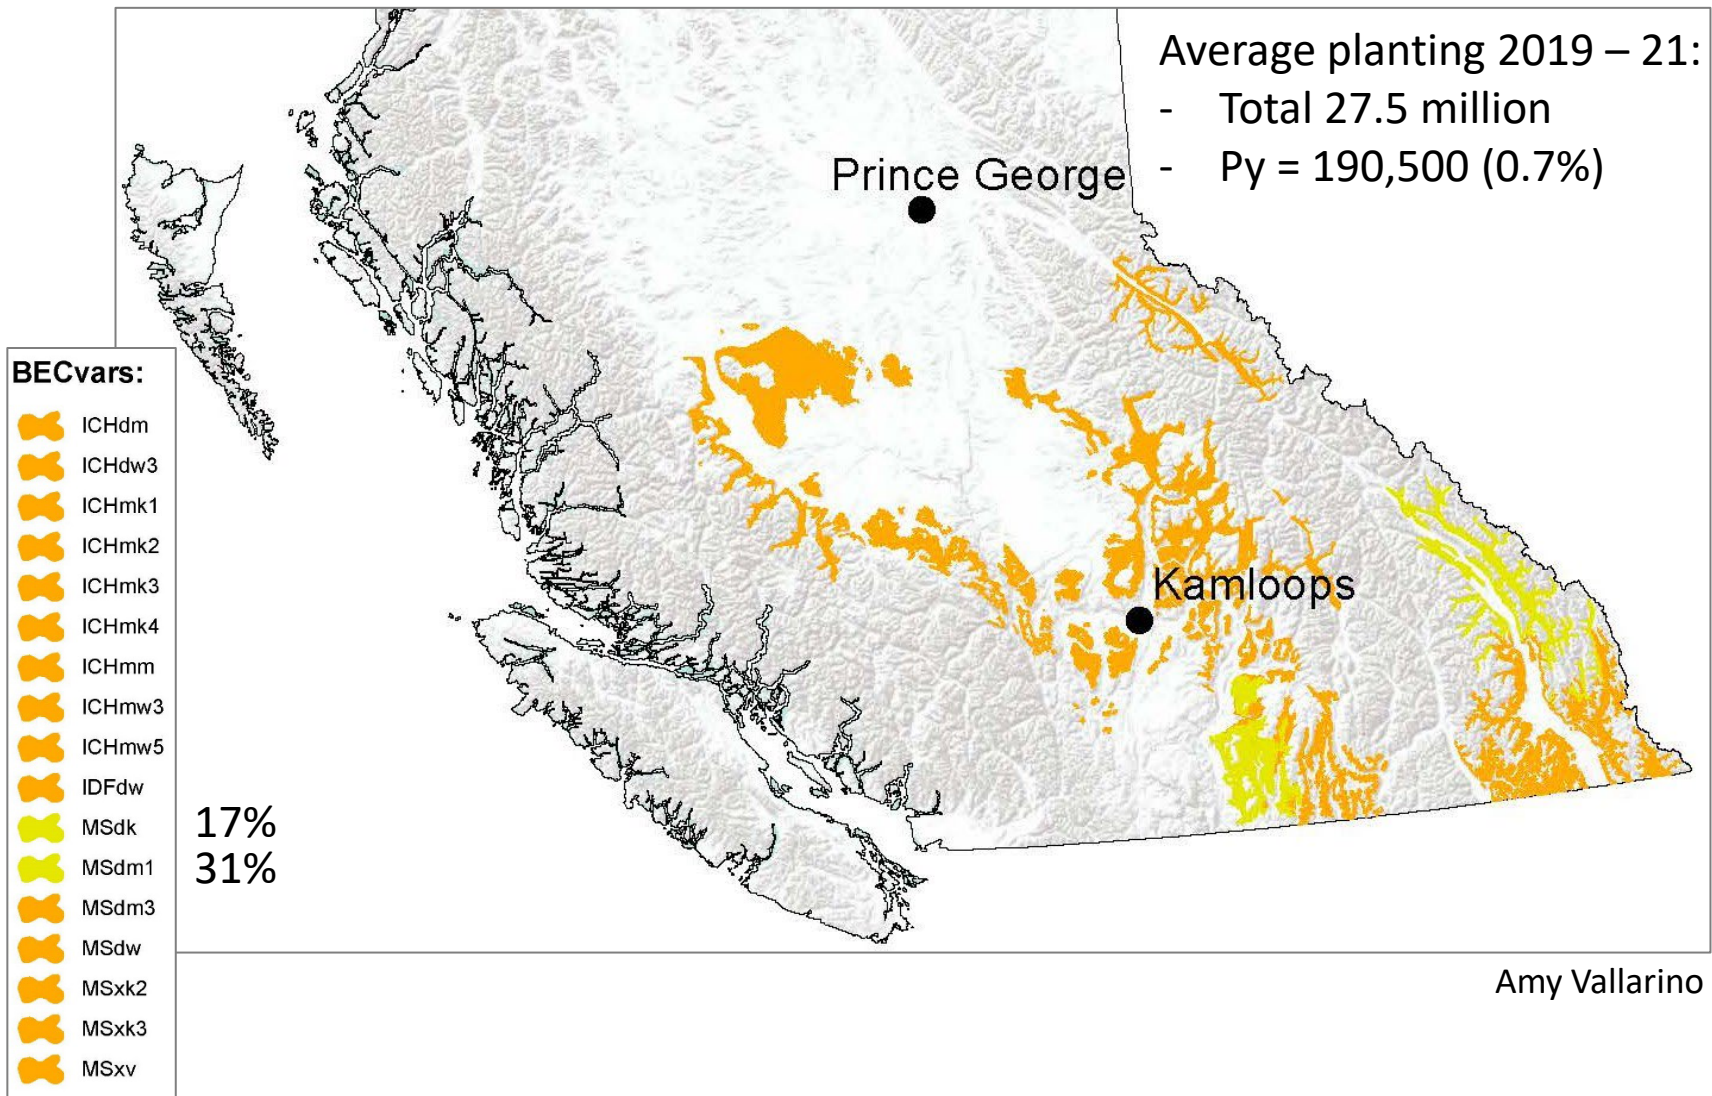 Average planting 2019 – 21:
- Total 27.5 million
- Py = 190,500 (0.7%)
Prince George
Kamloops
BECvars:
ICHdm
ICHdw3
ICHmk1
ICHmk2
ICHmk3
ICHmk4
ICHmm
ICHmw3
ICHmw5
IDFdw
MSdk 17%
MSdm1 31%
MSdm3
MSdw
MSxk2
MSxk3
MSxv
Amy Vallarino